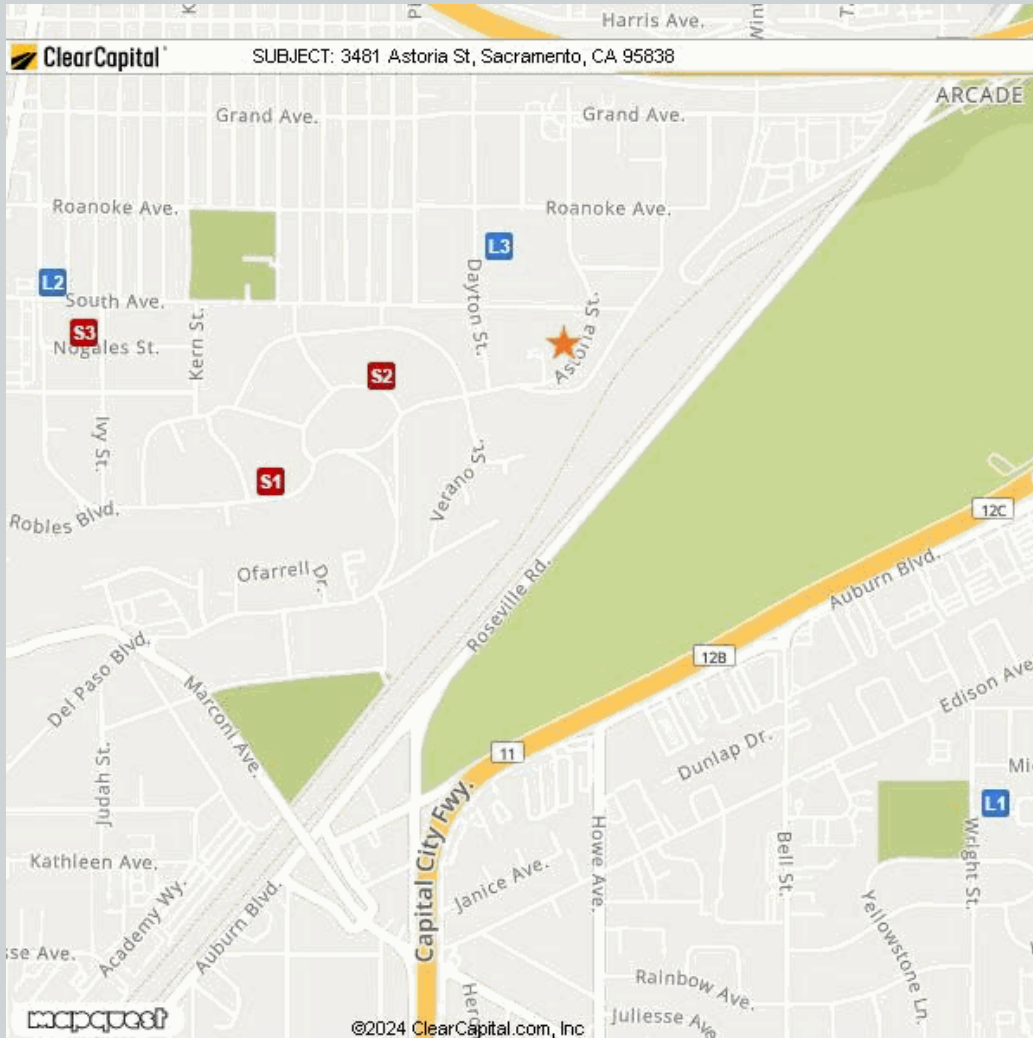 Harris Ave.
ClearCapital
SUBJECT: 3481 Astoria St, Sacramento, CA 95838
ARCADE
Grand Ave.
Grand Ave.
Roanoke Ave.
Roanoke Ave.
L3
L2
South Ave.
Dayton St.
Astoria St.
S3
Nogales St.
Kern St.
S2
Ivy St.
S1
Verano St.
Robles Blvd.
12C
Ofarrell Dr.
Roseville Rd.
Auburn Blvd.
Del Paso Blvd.
12B
Marconi Ave.
Edison Ave
11
Dunlap Dr.
Judah St.
L1
Capital City Fwy.
Howe Ave.
Bell St.
Wright St.
Kathleen Ave.
Janice Ave.
Academy Wy.
Auburn Blvd.
Yellowstone Ln.
sse Ave.
Rainbow Ave.
Juliesse Ave
mapquest
©2024 ClearCapital.com, Inc